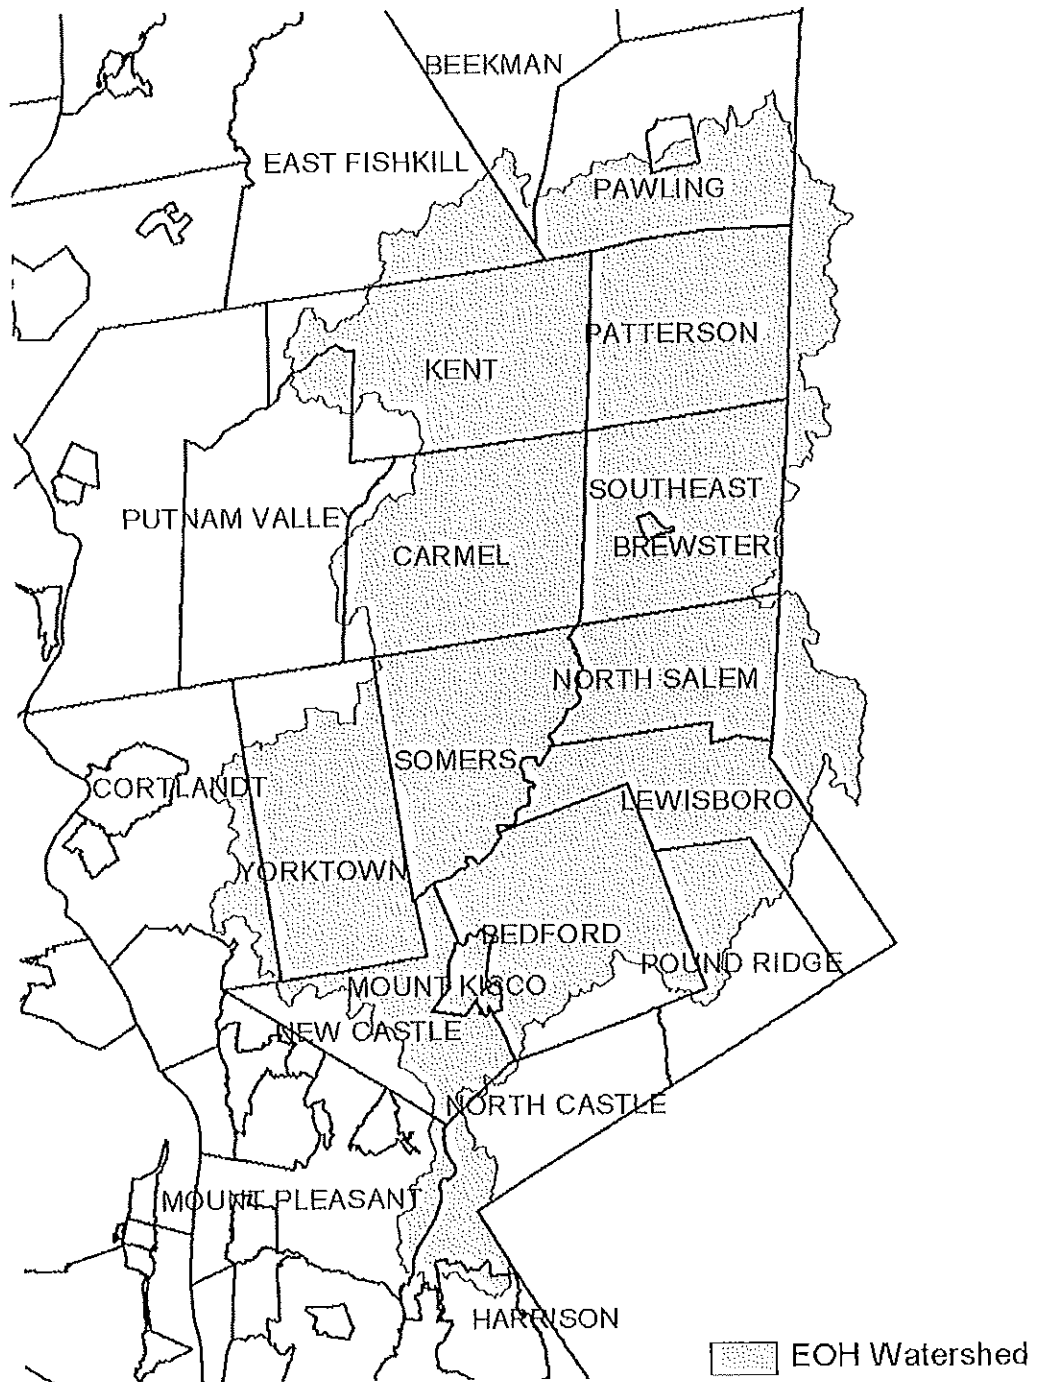 BEEKMAN
EAST FISHKILL
PAWLING
PATTERSON
KENT
SOUTHEAST
PUTNAM VALLEY
BREWSTER
CARMEL
NORTH SALEM
SOMERS
CORTLANDT
LEWISBORO
YORKTOWN
BEDFORD
POUND RIDGE
MOUNT KISCO
NEW CASTLE
NORTH CASTLE
MOUNT PLEASANT
HARRISON
EOH Watershed